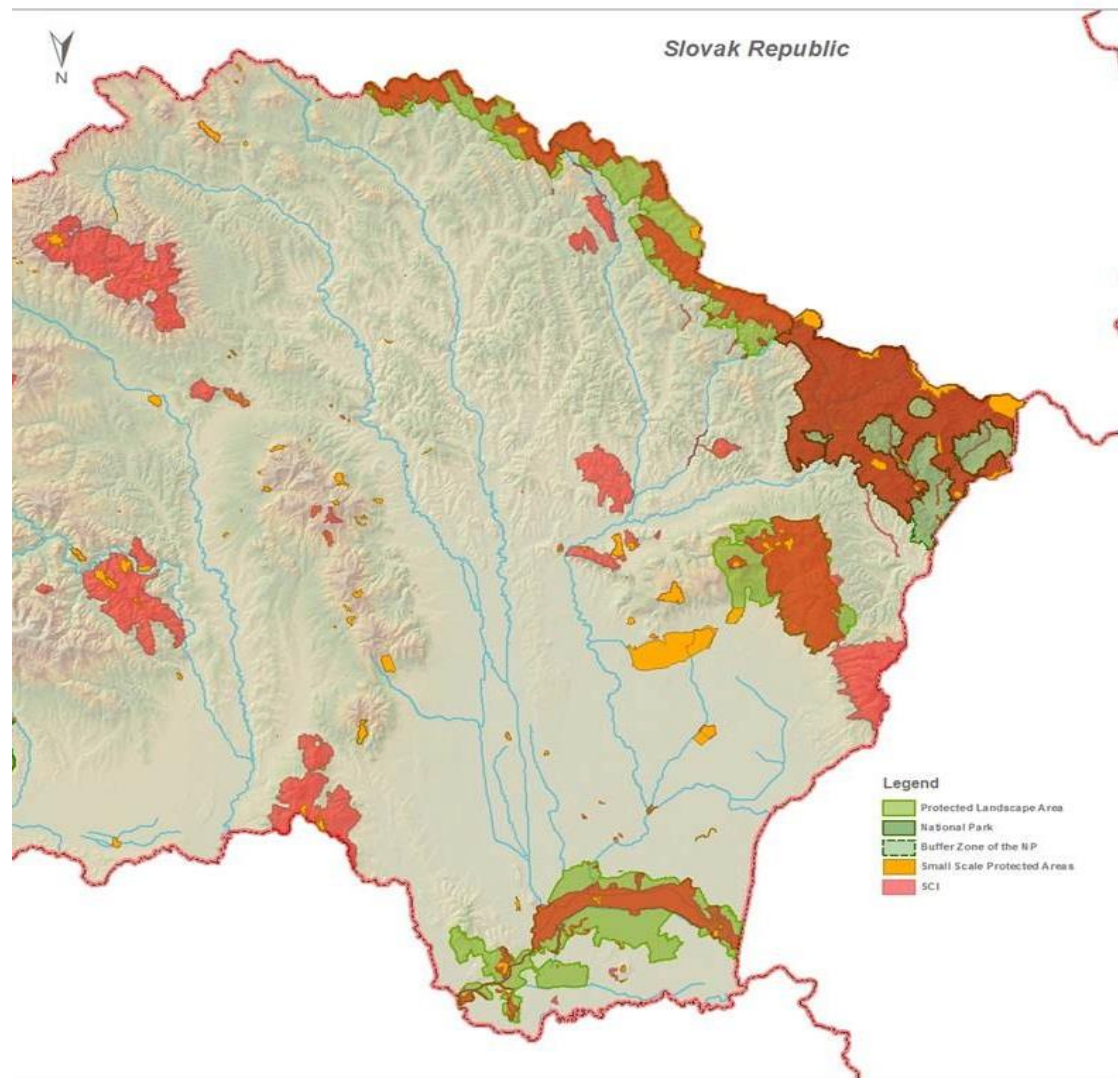 Slovak Republic
N
Legend
Protected Landscape Area
National Park
Buffer Zone of the NP
Small Scale Protected Areas
SCI